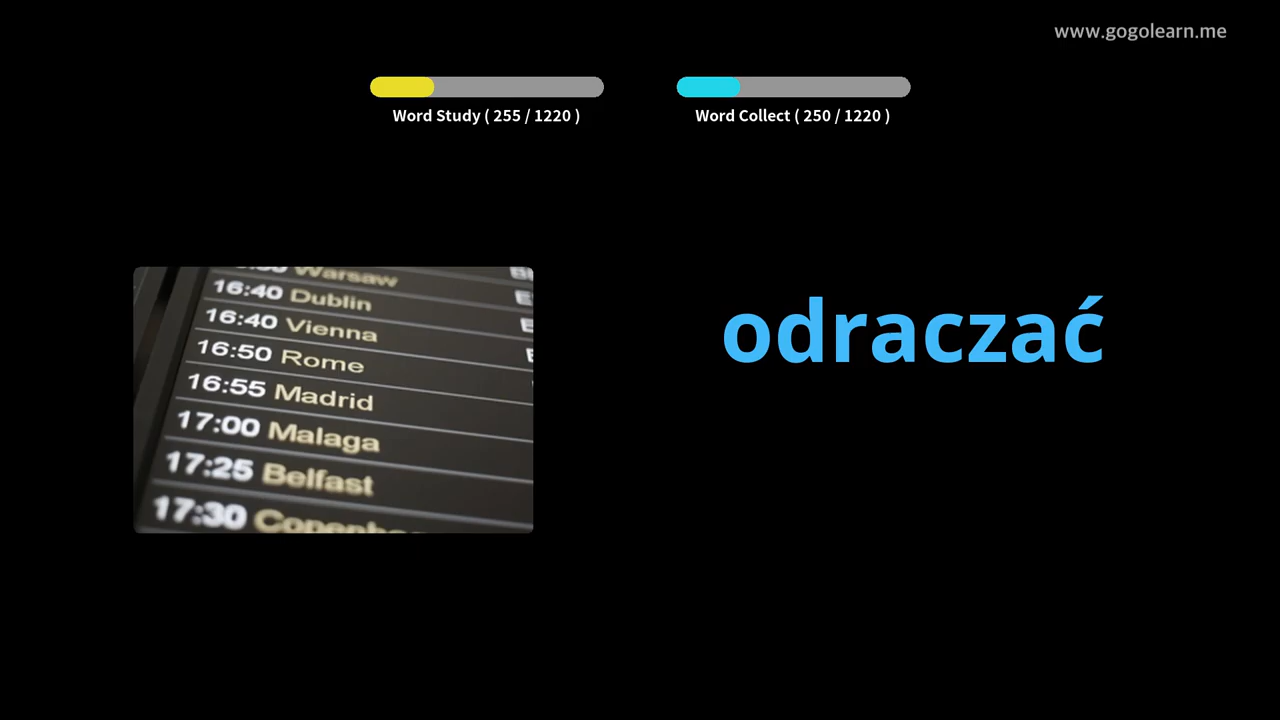 www.gogolearn.me
Word Study ( 255 / 1220 )
Word Collect ( 250 / 1220 )
Warsaw
16:40 Dublin
16:40 Vienna
16:50 Rome
16:55 Madrid
17:00 Malaga
17:25 Belfast
17:30
odraczać